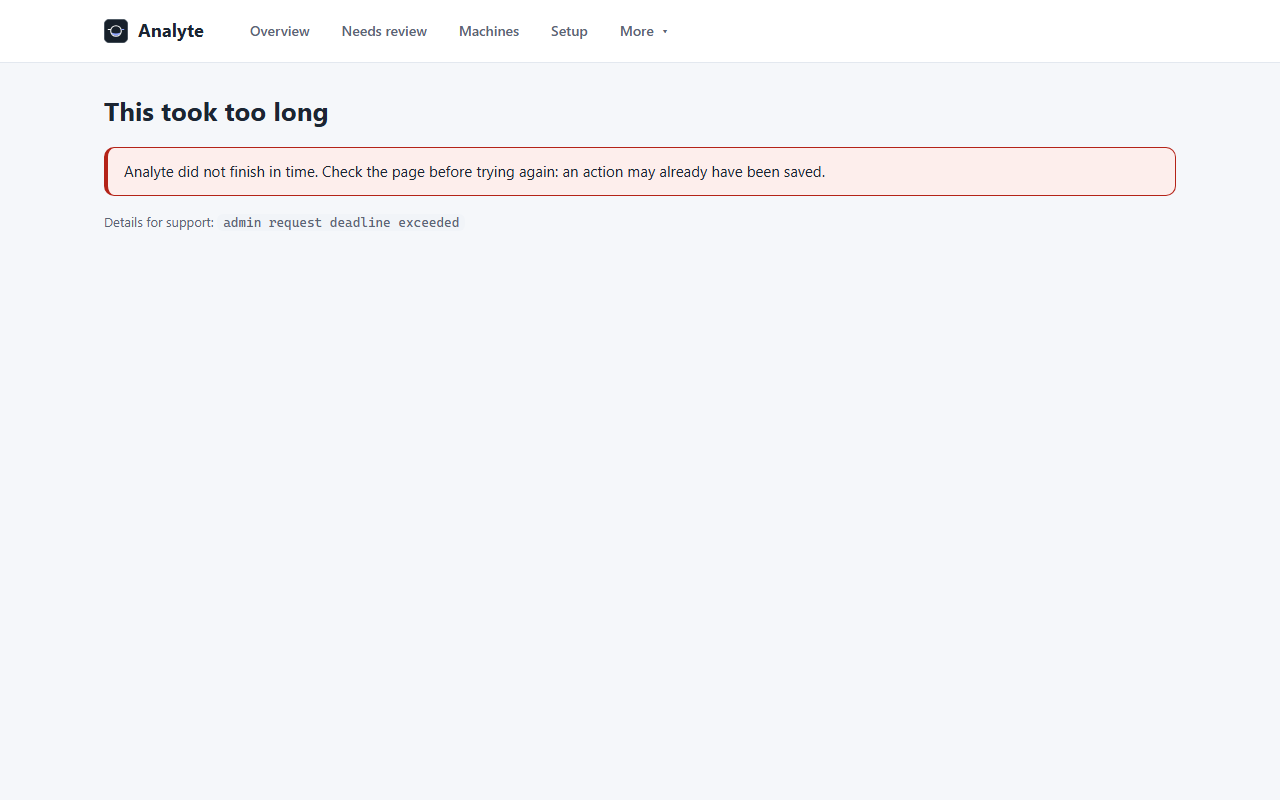 Analyte
Overview
Needs review
Machines
Setup
More
This took too long
Analyte did not finish in time. Check the page before trying again: an action may already have been saved.
Details for support: admin request deadline exceeded